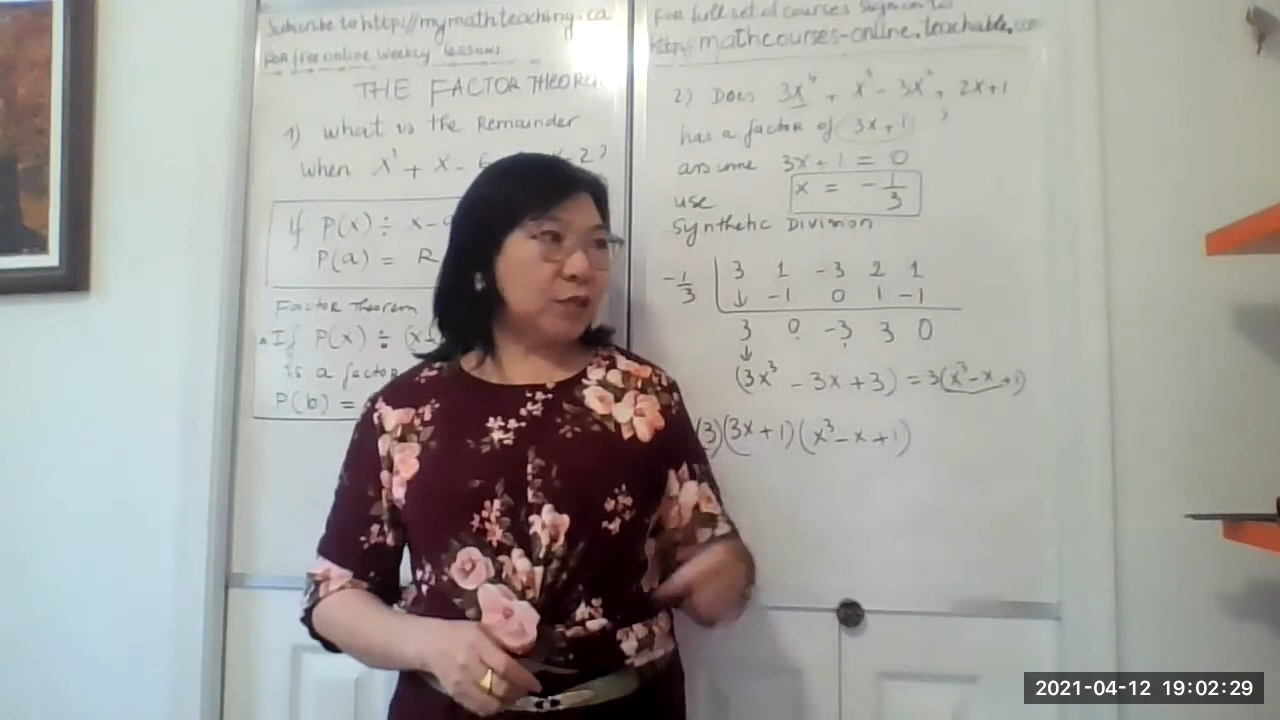 Subscribe to http://mymathteaching.ca
FOR free online weekly lessons
THE FACTOR THEOREM
1) What is the Remainder
when x³ + x - 6
If P(x) ÷ x-a
P(a) = R
Factor Theorem
If P(x) ÷ (x-b
is a factor
P(b) =
For full set of courses sign on to
http://mathcourses-online.teachable.com
2) Does 3x⁴ + x³ - 3x² + 2x+1
has a factor of 3x+1 ?
assume 3x+1 = 0
use x = -1/3
Synthetic Division
-1/3 3 1 -3 2 1
↓ -1 0 1 -1
3 0 -3 3 0
↓
(3x³ - 3x + 3) = 3(x³-x+1)
(3)(3x+1)(x³-x+1)
2021-04-12 19:02:29